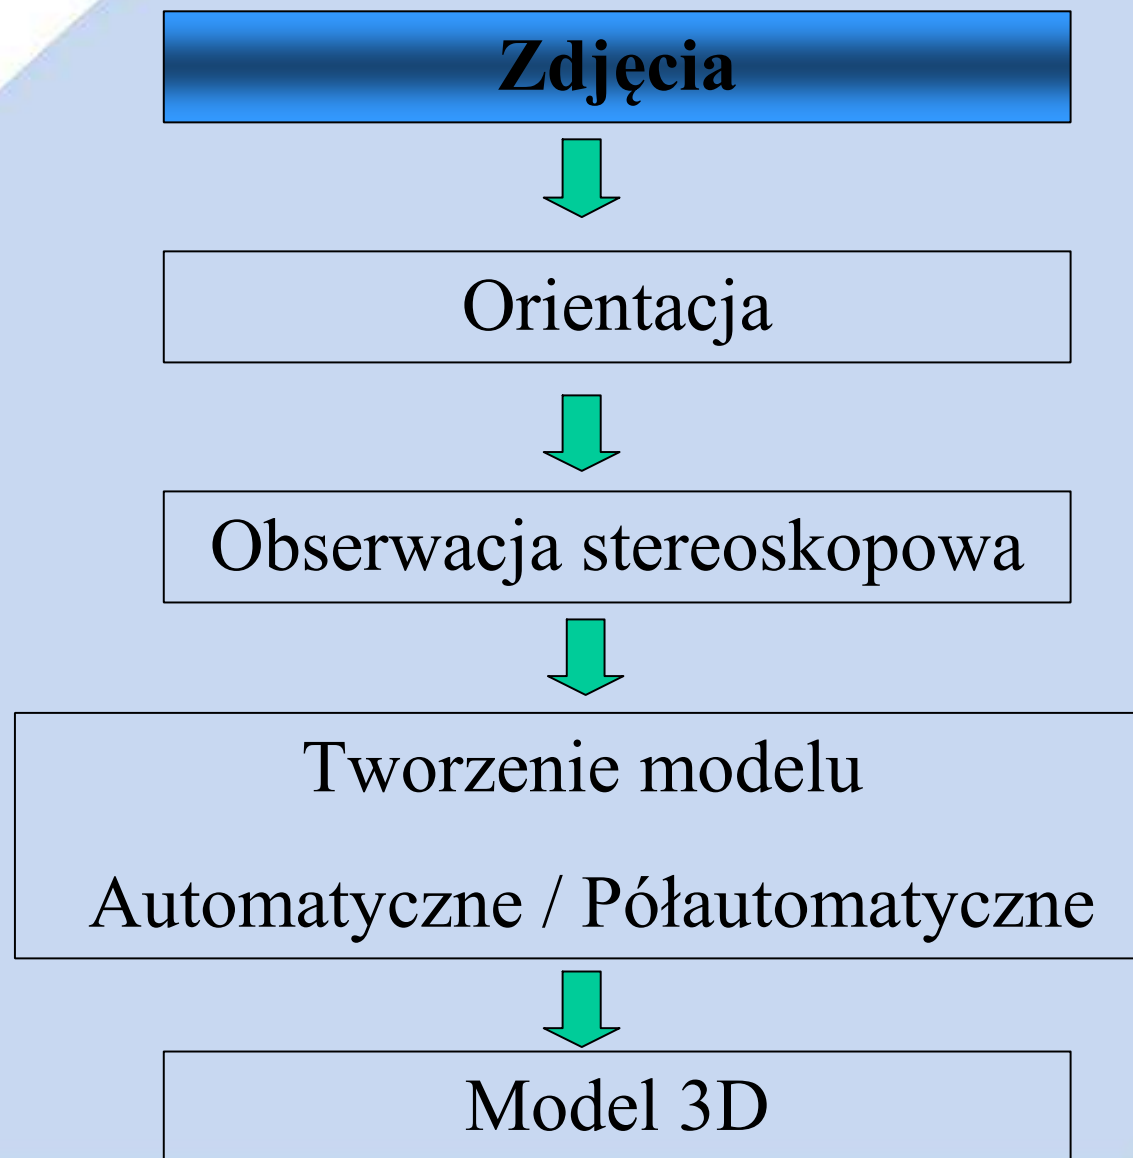 Zdjęcia
Orientacja
Obserwacja stereoskopowa
Tworzenie modelu
Automatyczne / Półautomatyczne
Model 3D